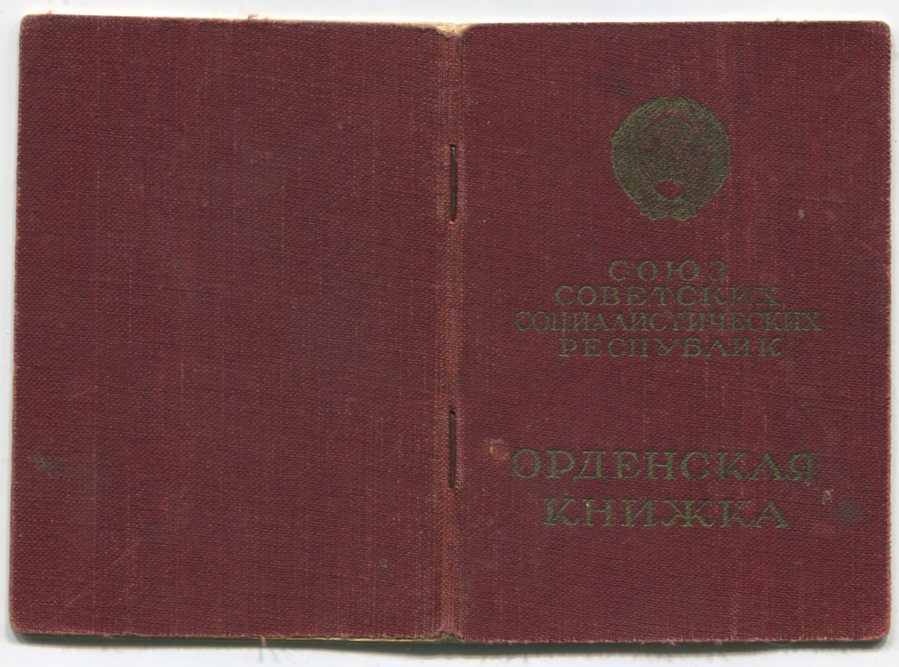 СОЮЗ
СОВЕТСКИХ
СОЦИАЛИСТИЧЕСКИХ
РЕСПУБЛИК
ОРДЕНСКАЯ
КНИЖКА